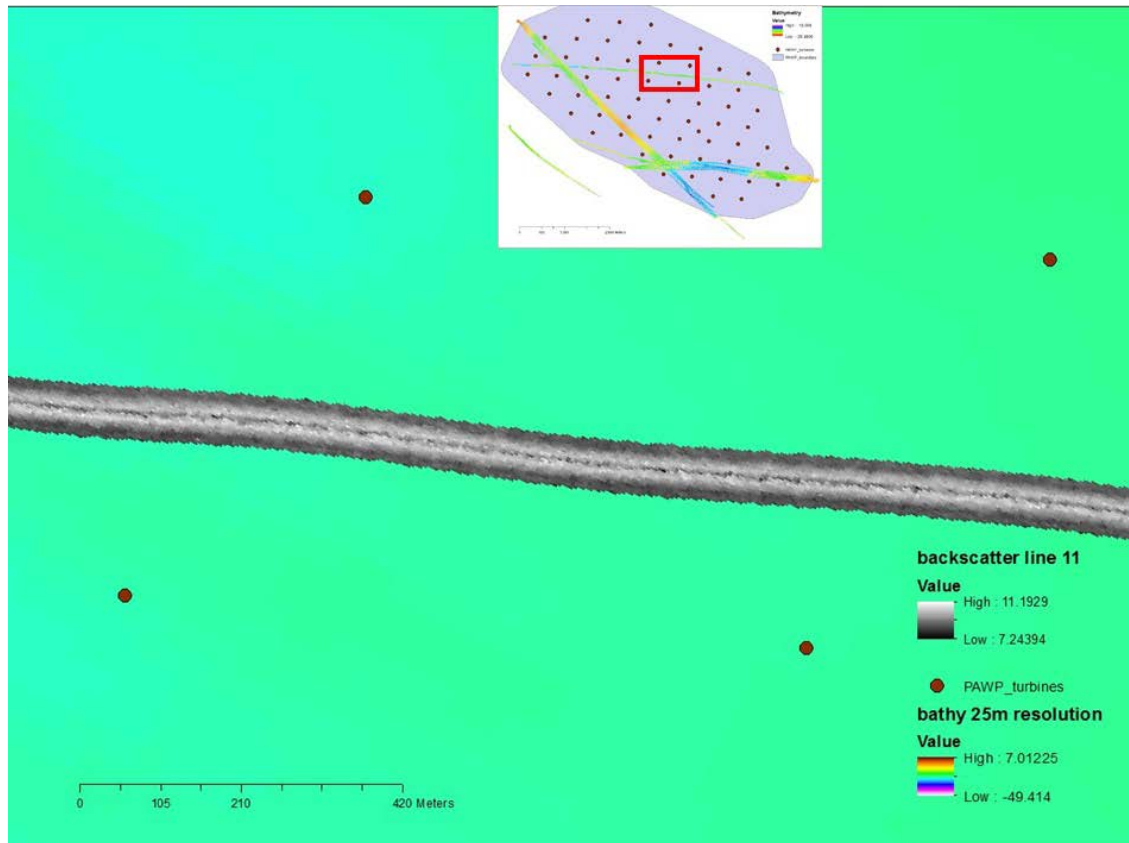 Bathymetry
Value
PAWP_turbines
backscatter line 11
Value
High : 11.1929
Low : 7.24394
PAWP_turbines
bathy 25m resolution
Value
High : 7.01225
Low : -49.414
0 105 210 420 Meters